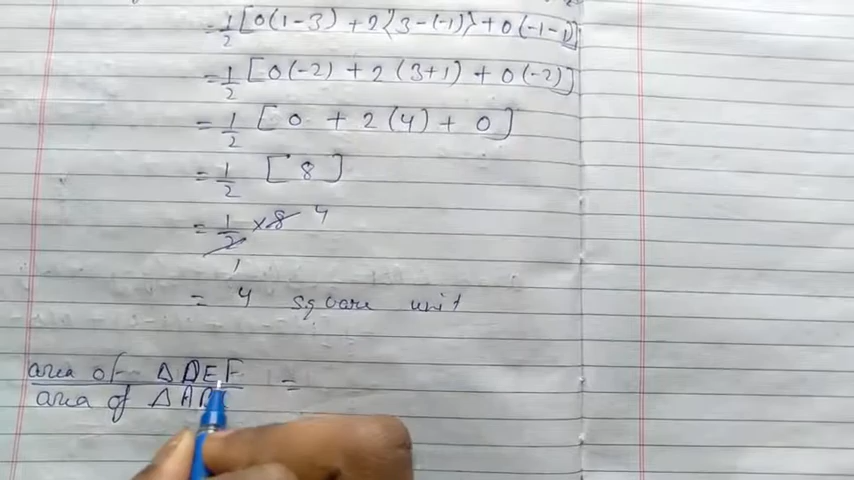 = 1/2 [0(1-3) + 2{3-(-1)} + 0(-1-1)]
= 1/2 [0(-2) + 2(3+1) + 0(-2)]
= 1/2 [0 + 2(4) + 0]
= 1/2 [8]
= 1/2 × 8 4
1
= 4 square unit
area of ΔDEF =
area of ΔAB